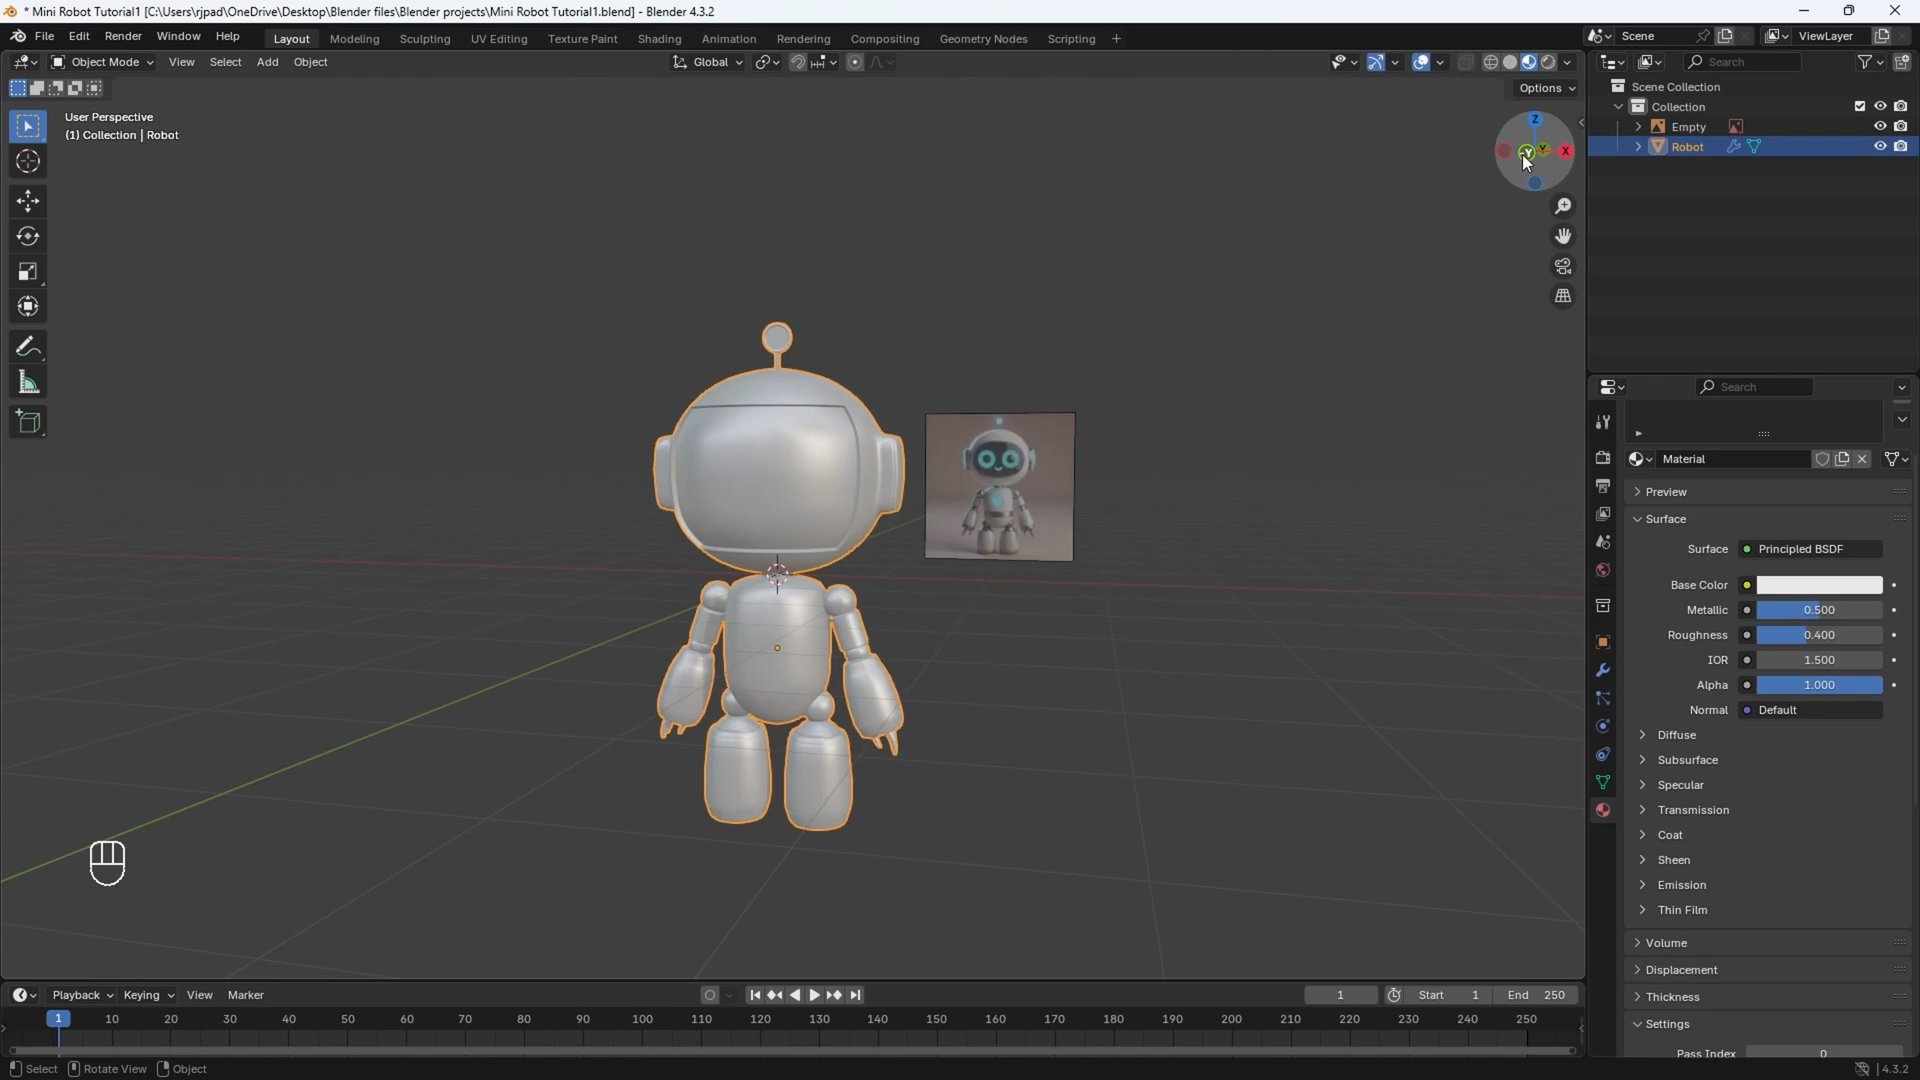 * Mini Robot Tutorial1 [C:\Users\rjpad\OneDrive\Desktop\Blender files\Blender projects\Mini Robot Tutorial1.blend] - Blender 4.3.2
File Edit Render Window Help Layout Modeling Sculpting UV Editing Texture Paint Shading Animation Rendering Compositing Geometry Nodes Scripting + Scene ViewLayer
Object Mode View Select Add Object Global Search
Options
User Perspective
(1) Collection | Robot
Z
-Y Y X
Scene Collection
Collection
Empty
Robot
Search
Material
Preview
Surface
Surface Principled BSDF
Base Color
Metallic 0.500
Roughness 0.400
IOR 1.500
Alpha 1.000
Normal Default
Diffuse
Subsurface
Specular
Transmission
Coat
Sheen
Emission
Thin Film
Volume
Displacement
Thickness
Settings
Pass Index 0
Playback Keying View Marker 1 Start 1 End 250
1 10 20 30 40 50 60 70 80 90 100 110 120 130 140 150 160 170 180 190 200 210 220 230 240 250
Select Rotate View Object 4.3.2